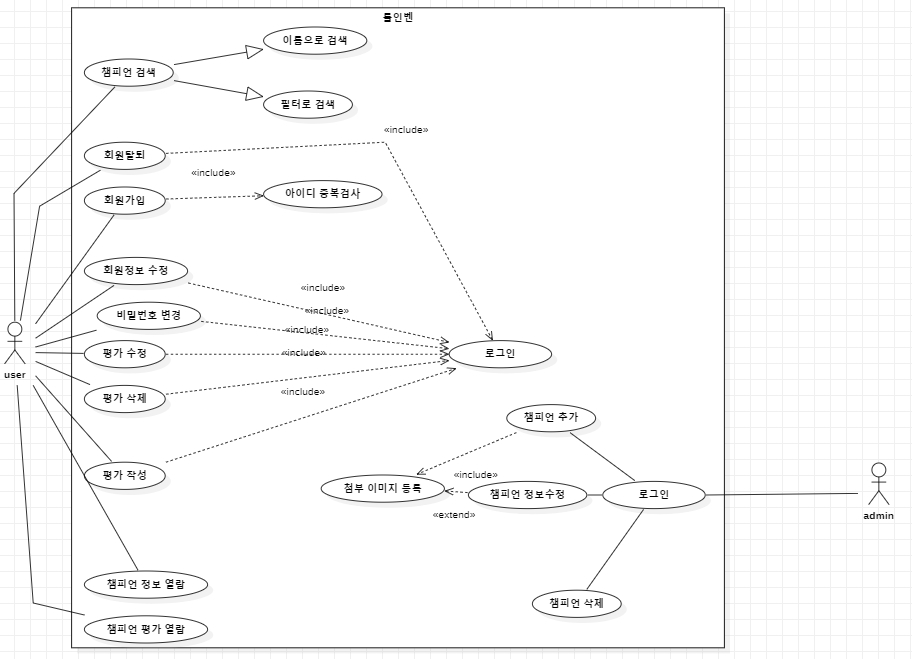 롤인벤
이름으로 검색
챔피언 검색
필터로 검색
«include»
회원탈퇴
«include»
아이디 중복검사
회원가입
회원정보 수정
«include»
«include»
비밀번호 변경
«include»
평가 수정
«include»
로그인
user
평가 삭제
«include»
챔피언 추가
평가 작성
«include»
첨부 이미지 등록
챔피언 정보수정
로그인
«extend»
admin
챔피언 정보 열람
챔피언 삭제
챔피언 평가 열람